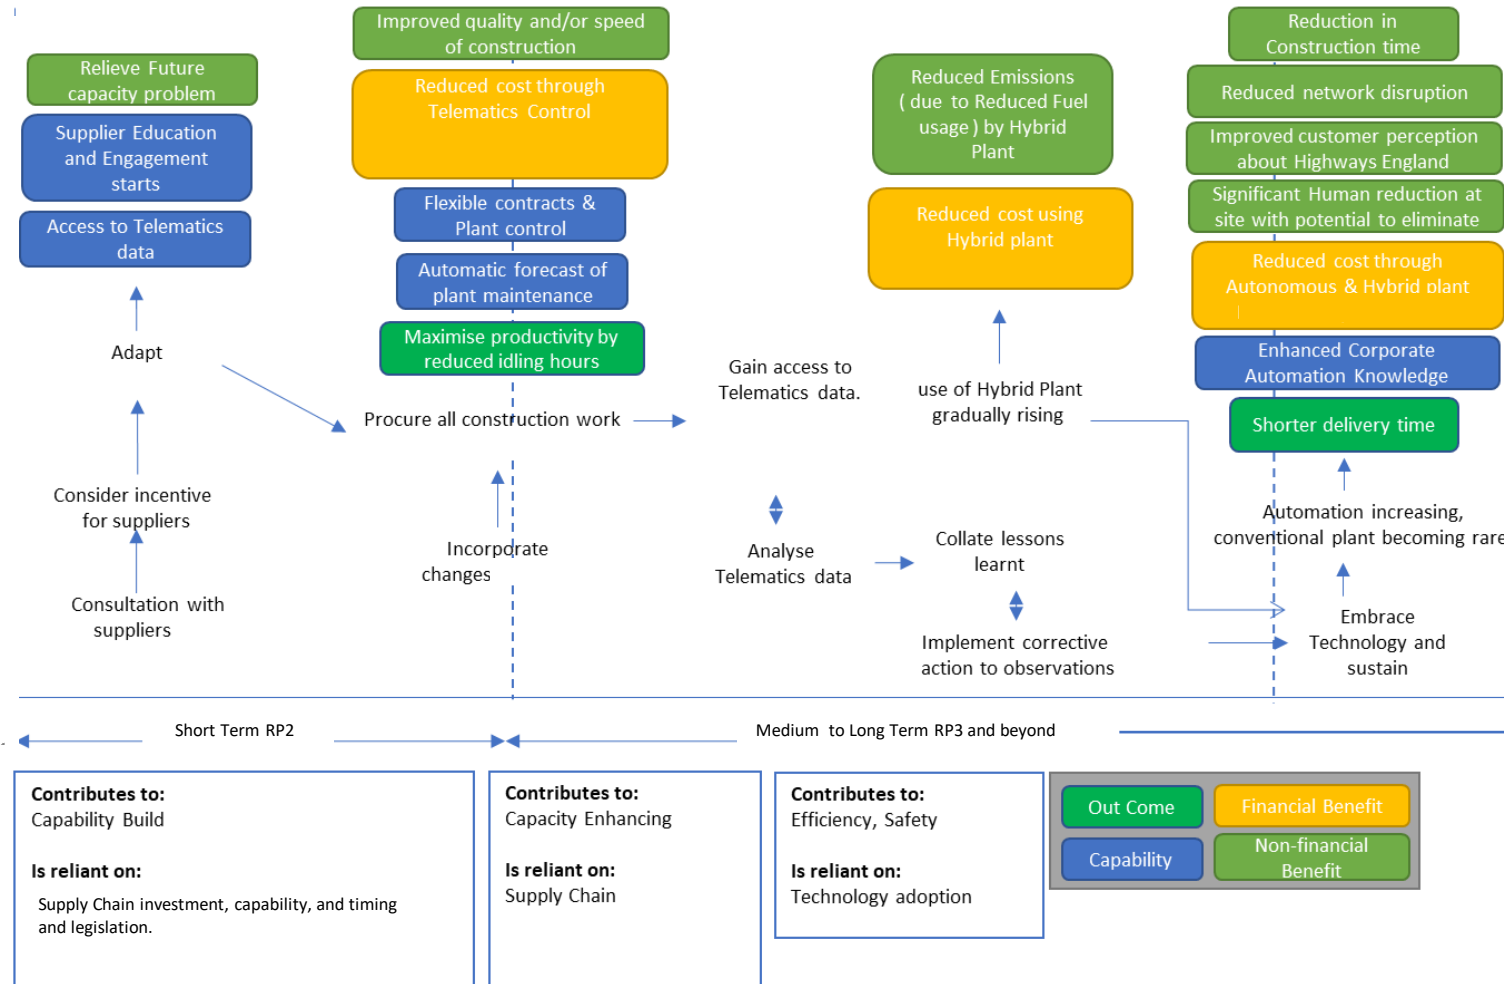 Relieve Future
capacity problem
Supplier Education
and Engagement
starts
Access to Telematics
data
Adapt
Consider incentive
for suppliers
Consultation with
suppliers
Improved quality and/or speed
of construction
Reduced cost through
Telematics Control
Flexible contracts &
Plant control
Automatic forecast of
plant maintenance
Maximise productivity by
reduced idling hours
Procure all construction work
Incorporate
changes
Gain access to
Telematics data.
Analyse
Telematics data
Reduced Emissions
( due to Reduced Fuel
usage ) by Hybrid
Plant
Reduced cost using
Hybrid plant
use of Hybrid Plant
gradually rising
Collate lessons
learnt
Implement corrective
action to observations
Reduction in
Construction time
Reduced network disruption
Improved customer perception
about Highways England
Significant Human reduction at
site with potential to eliminate
Reduced cost through
Autonomous & Hybrid plant
Enhanced Corporate
Automation Knowledge
Shorter delivery time
Automation increasing,
conventional plant becoming rare
Embrace
Technology and
sustain
Short Term RP2
Medium to Long Term RP3 and beyond
Contributes to:
Capability Build
Is reliant on:
Supply Chain investment, capability, and timing
and legislation.
Contributes to:
Capacity Enhancing
Is reliant on:
Supply Chain
Contributes to:
Efficiency, Safety
Is reliant on:
Technology adoption
Out Come
Financial Benefit
Capability
Non-financial
Benefit